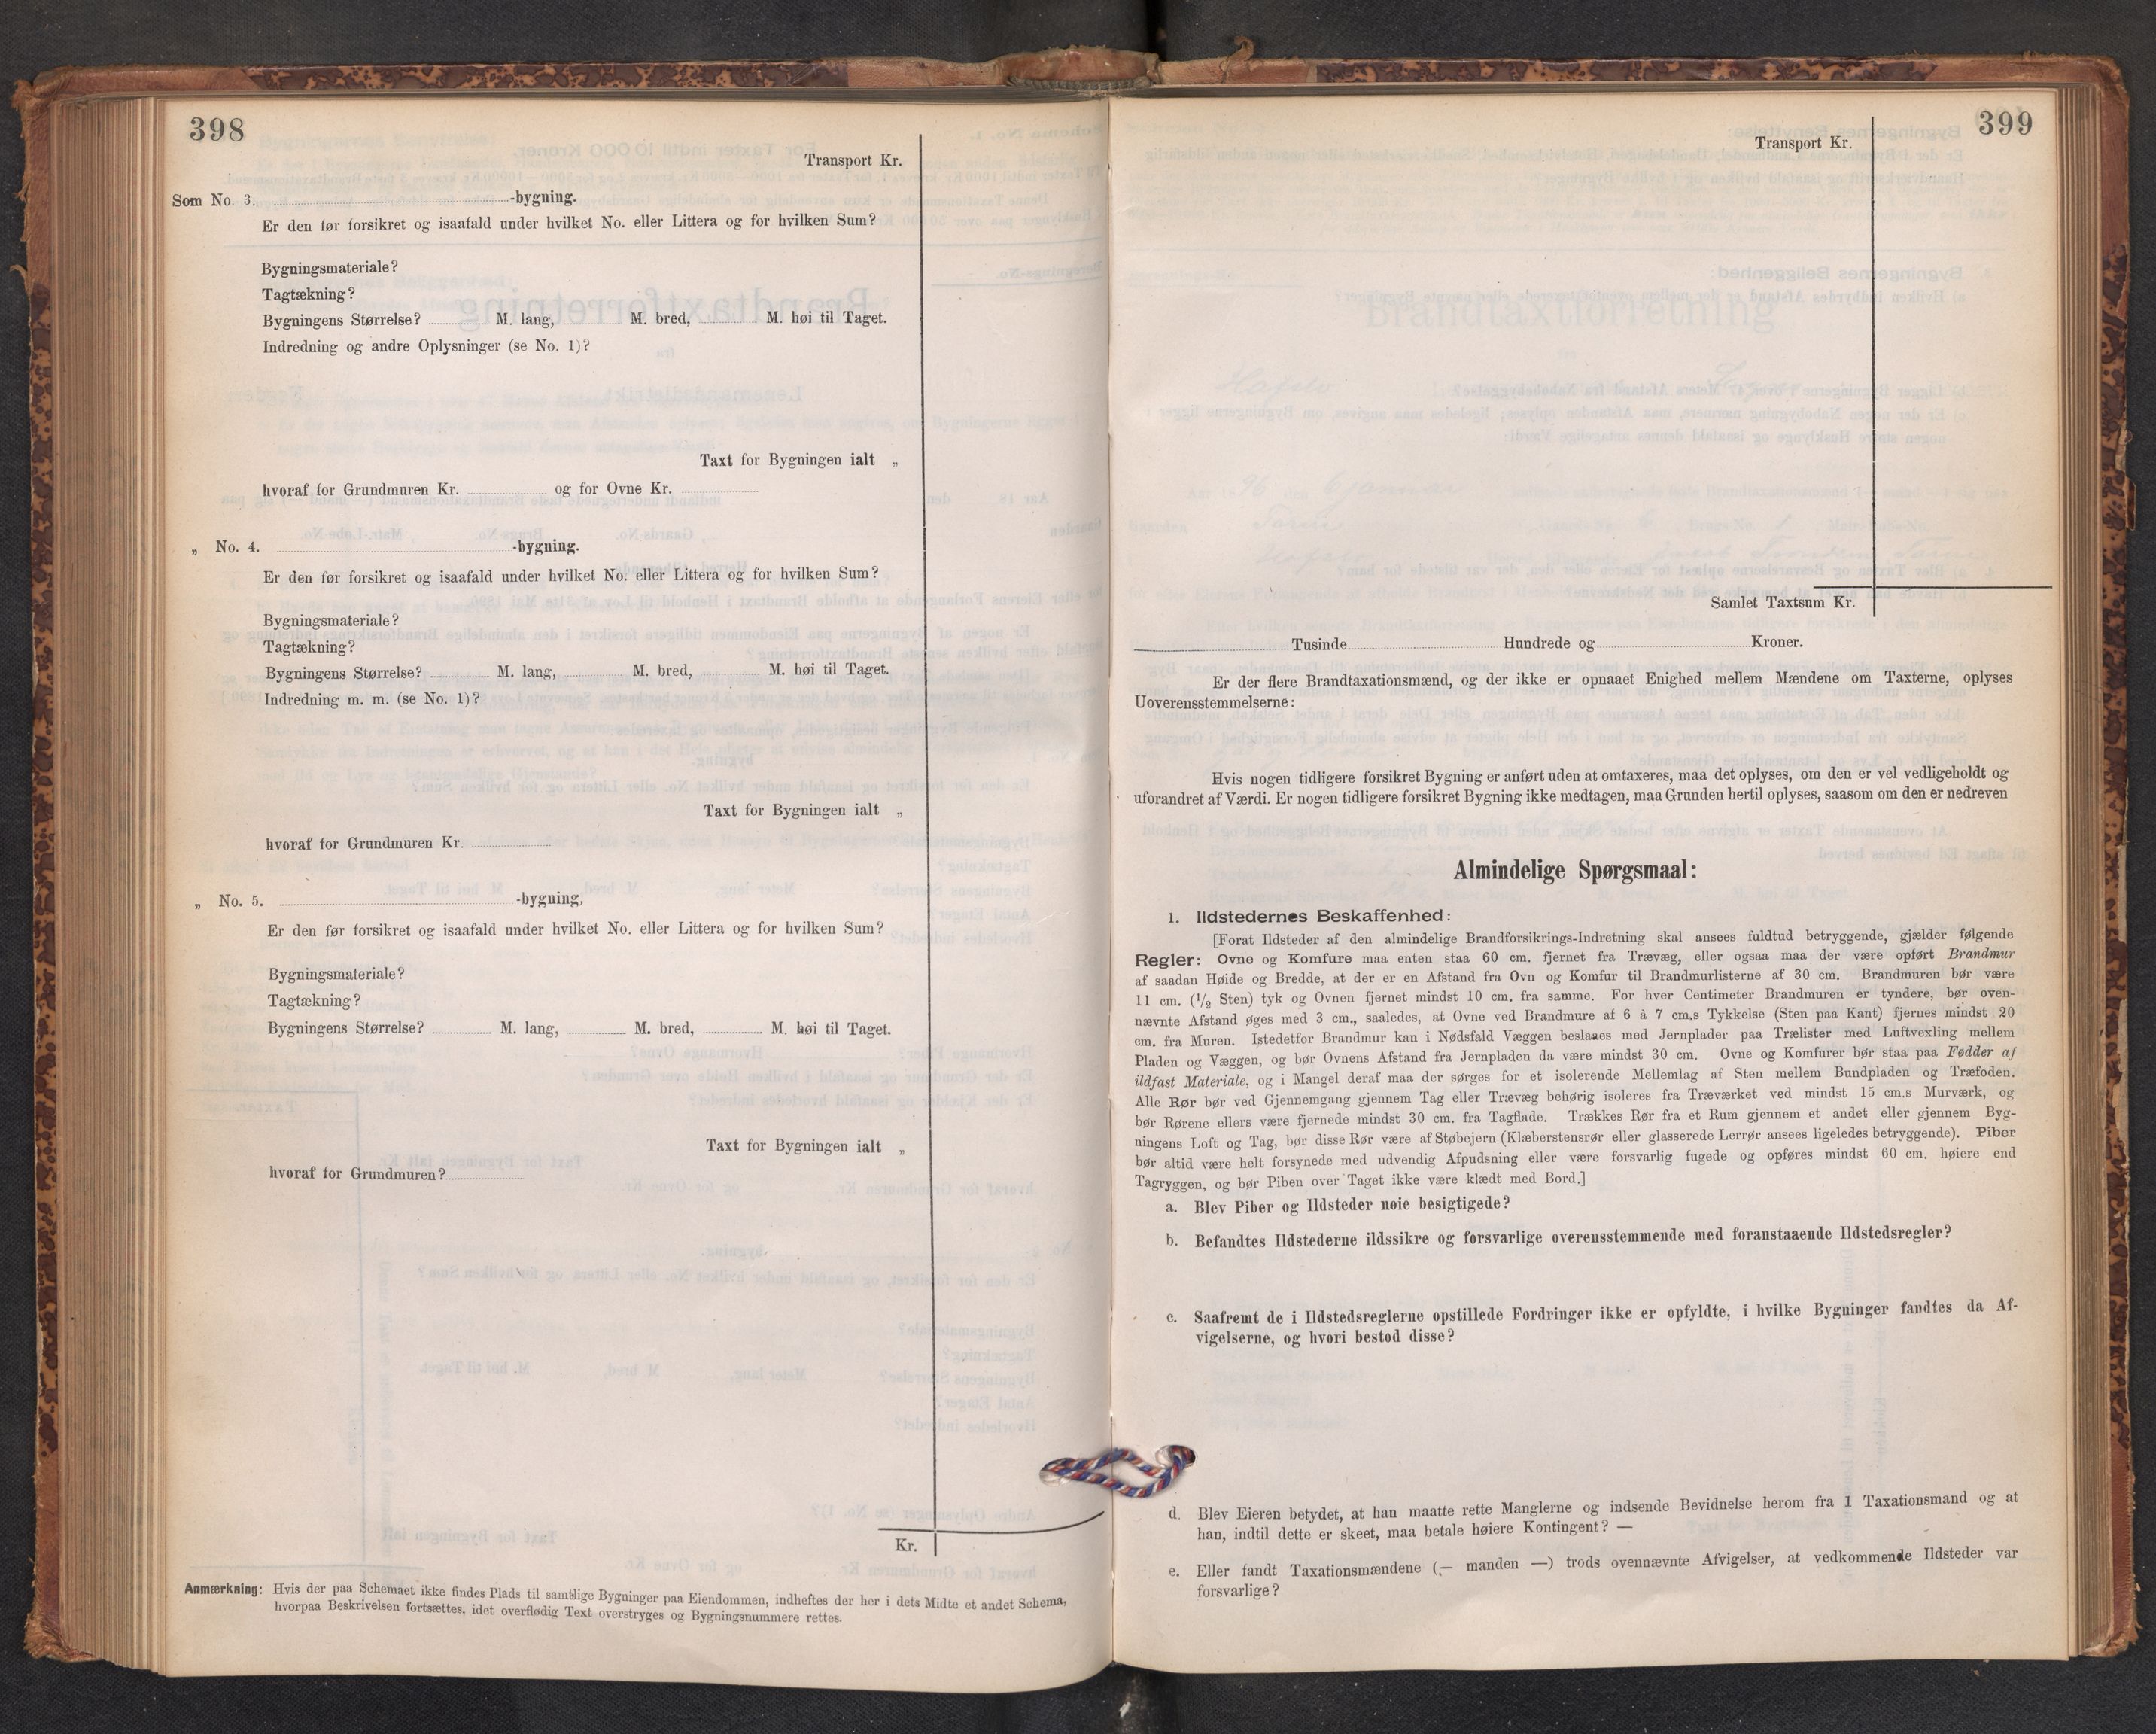 398
Transport Kr.
Som No. 3. -bygning.
Er den før forsikret og isaafald under hvilket No. eller Littera og for hvilken Sum?
Bygningsmateriale?
Tagtækning?
Bygningens Størrelse? M. lang, M. bred, M. høi til Taget.
Indredning og andre Oplysninger (se No. 1)?
Taxt for Bygningen ialt „
hvoraf for Grundmuren Kr. og for Ovne Kr.
„ No. 4. -bygning.
Er den før forsikret og isaafald under hvilket No. eller Littera og for hvilken Sum?
Bygningsmateriale?
Tagtækning?
Bygningens Størrelse? M. lang, M. bred, M. høi til Taget.
Indredning m. m. (se No. 1)?
Taxt for Bygningen ialt „
hvoraf for Grundmuren Kr.
„ No. 5. -bygning,
Er den før forsikret og isaafald under hvilket No. eller Littera og for hvilken Sum?
Bygningsmateriale?
Tagtækning?
Bygningens Størrelse? M. lang, M. bred, M. høi til Taget.
Taxt for Bygningen ialt „
hvoraf for Grundmuren?
Kr.
Anmærkning: Hvis der paa Schemaet ikke findes Plads til samtlige Bygninger paa Eiendommen, indheftes der her i dets Midte et andet Schema,
hvorpaa Beskrivelsen fortsættes, idet overflødig Text overstryges og Bygningsnummere rettes.
399
Transport Kr.
Samlet Taxtsum Kr.
Tusinde Hundrede og Kroner.
Er der flere Brandtaxationsmænd, og der ikke er opnaaet Enighed mellem Mændene om Taxterne, oplyses
Uoverensstemmelserne:
Hvis nogen tidligere forsikret Bygning er anført uden at omtaxeres, maa det oplyses, om den er vel vedligeholdt og
uforandret af Værdi. Er nogen tidligere forsikret Bygning ikke medtagen, maa Grunden hertil oplyses, saasom om den er nedreven
Almindelige Spørgsmaal:
1. Ildstedernes Beskaffenhed:
[Forat Ildsteder af den almindelige Brandforsikrings-Indretning skal ansees fuldtud betryggende, gjælder følgende
Regler: Ovne og Komfure maa enten staa 60 cm. fjernet fra Trævæg, eller ogsaa maa der være opført Brandmur
af saadan Høide og Bredde, at der er en Afstand fra Ovn og Komfur til Brandmurlisterne af 30 cm. Brandmuren bør være
11 cm. (1/2 Sten) tyk og Ovnen fjernet mindst 10 cm. fra samme. For hver Centimeter Brandmuren er tyndere, bør oven-
nævnte Afstand øges med 3 cm., saaledes, at Ovne ved Brandmure af 6 à 7 cm.s Tykkelse (Sten paa Kant) fjernes mindst 20
cm. fra Muren. Istedetfor Brandmur kan i Nødsfald Væggen beslaaes med Jernplader paa Trælister med Luftvexling mellem
Pladen og Væggen, og bør Ovnens Afstand fra Jernpladen da være mindst 30 cm. Ovne og Komfurer bør staa paa Fødder af
ildfast Materiale, og i Mangel deraf maa der sørges for et isolerende Mellemlag af Sten mellem Bundpladen og Træfoden.
Alle Rør bør ved Gjennemgang gjennem Tag eller Trævæg behørig isoleres fra Træværket ved mindst 15 cm.s Murværk, og
bør Rørene ellers være fjernede mindst 30 cm. fra Tagflade. Trækkes Rør fra et Rum gjennem et andet eller gjennem Byg-
ningens Loft og Tag, bør disse Rør være af Støbejern (Klæberstensrør eller glasserede Lerrør ansees ligeledes betryggende). Piber
bør altid være helt forsynede med udvendig Afpudsning eller være forsvarlig fugede og opføres mindst 60 cm. høiere end
Tagryggen, og bør Piben over Taget ikke være klædt med Bord.]
a. Blev Piber og Ildsteder nøie besigtigede?
b. Befandtes Ildstederne ildssikre og forsvarlige overensstemmende med foranstaaende Ildstedsregler?
c. Saafremt de i Ildstedsreglerne opstillede Fordringer ikke er opfyldte, i hvilke Bygninger fandtes da Af-
vigelserne, og hvori bestod disse?
d. Blev Eieren betydet, at han maatte rette Manglerne og indsende Bevidnelse herom fra 1 Taxationsmand og at
han, indtil dette er skeet, maa betale høiere Kontingent? —
e. Eller fandt Taxationsmændene (— manden —) trods ovennævnte Afvigelser, at vedkommende Ildsteder var
forsvarlige?